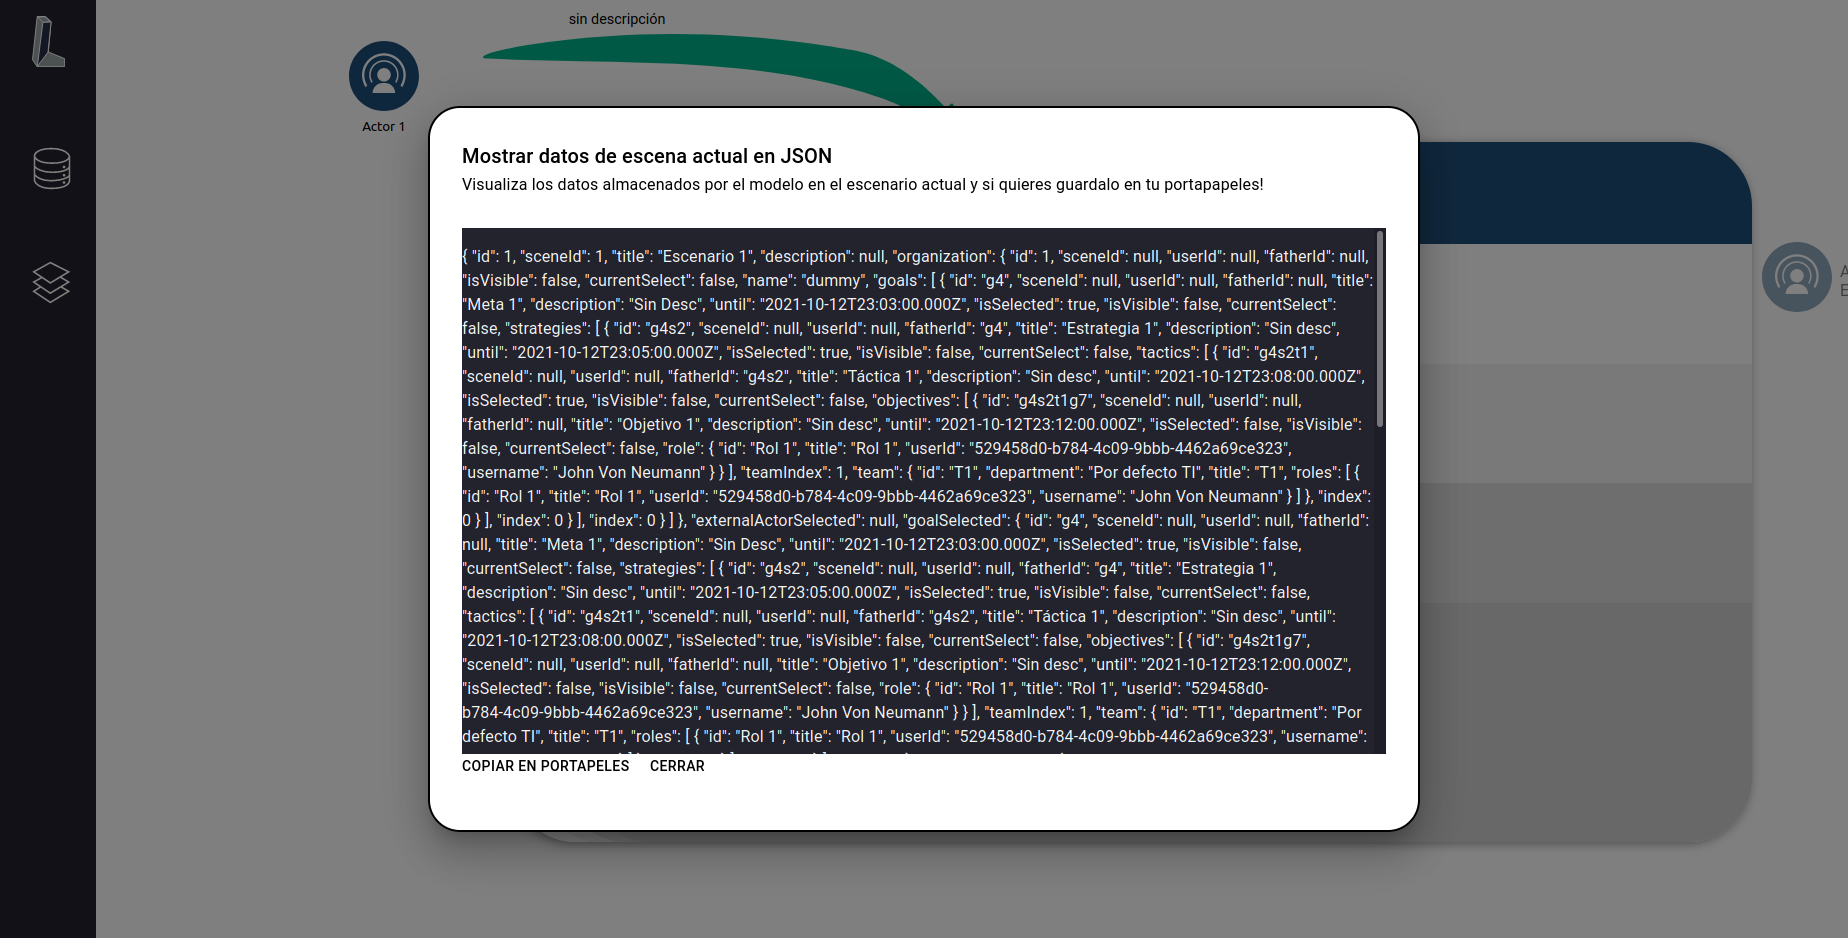 sin descripción
Actor 1
Mostrar datos de escena actual en JSON
Visualiza los datos almacenados por el modelo en el escenario actual y si quieres guardalo en tu portapapeles!
{ "id": 1, "sceneId": 1, "title": "Escenario 1", "description": null, "organization": { "id": 1, "sceneId": null, "userId": null, "fatherId": null,
"isVisible": false, "currentSelect": false, "name": "dummy", "goals": [ { "id": "g4", "sceneId": null, "userId": null, "fatherId": null, "title":
"Meta 1", "description": "Sin Desc", "until": "2021-10-12T23:03:00.000Z", "isSelected": true, "isVisible": false, "currentSelect":
false, "strategies": [ { "id": "g4s2", "sceneId": null, "userId": null, "fatherId": "g4", "title": "Estrategia 1", "description": "Sin desc",
"until": "2021-10-12T23:05:00.000Z", "isSelected": true, "isVisible": false, "currentSelect": false, "tactics": [ { "id": "g4s2t1",
"sceneId": null, "userId": null, "fatherId": "g4s2", "title": "Táctica 1", "description": "Sin desc", "until": "2021-10-12T23:08:00.000Z",
"isSelected": true, "isVisible": false, "currentSelect": false, "objectives": [ { "id": "g4s2t1g7", "sceneId": null, "userId": null,
"fatherId": null, "title": "Objetivo 1", "description": "Sin desc", "until": "2021-10-12T23:12:00.000Z", "isSelected": false, "isVisible":
false, "currentSelect": false, "role": { "id": "Rol 1", "title": "Rol 1", "userId": "529458d0-b784-4c09-9bbb-4462a69ce323",
"username": "John Von Neumann" } } ], "teamIndex": 1, "team": { "id": "T1", "department": "Por defecto TI", "title": "T1", "roles": [ {
"id": "Rol 1", "title": "Rol 1", "userId": "529458d0-b784-4c09-9bbb-4462a69ce323", "username": "John Von Neumann" } ] }, "index":
0 } ], "index": 0 } ], "index": 0 } ] }, "externalActorSelected": null, "goalSelected": { "id": "g4", "sceneId": null, "userId": null, "fatherId":
null, "title": "Meta 1", "description": "Sin Desc", "until": "2021-10-12T23:03:00.000Z", "isSelected": true, "isVisible": false,
"currentSelect": false, "strategies": [ { "id": "g4s2", "sceneId": null, "userId": null, "fatherId": "g4", "title": "Estrategia 1",
"description": "Sin desc", "until": "2021-10-12T23:05:00.000Z", "isSelected": true, "isVisible": false, "currentSelect": false,
"tactics": [ { "id": "g4s2t1", "sceneId": null, "userId": null, "fatherId": "g4s2", "title": "Táctica 1", "description": "Sin desc", "until":
"2021-10-12T23:08:00.000Z", "isSelected": true, "isVisible": false, "currentSelect": false, "objectives": [ { "id": "g4s2t1g7",
"sceneId": null, "userId": null, "fatherId": null, "title": "Objetivo 1", "description": "Sin desc", "until": "2021-10-12T23:12:00.000Z",
"isSelected": false, "isVisible": false, "currentSelect": false, "role": { "id": "Rol 1", "title": "Rol 1", "userId": "529458d0-
b784-4c09-9bbb-4462a69ce323", "username": "John Von Neumann" } } ], "teamIndex": 1, "team": { "id": "T1", "department": "Por
defecto TI", "title": "T1", "roles": [ { "id": "Rol 1", "title": "Rol 1", "userId": "529458d0-b784-4c09-9bbb-4462a69ce323", "username":
COPIAR EN PORTAPELES CERRAR